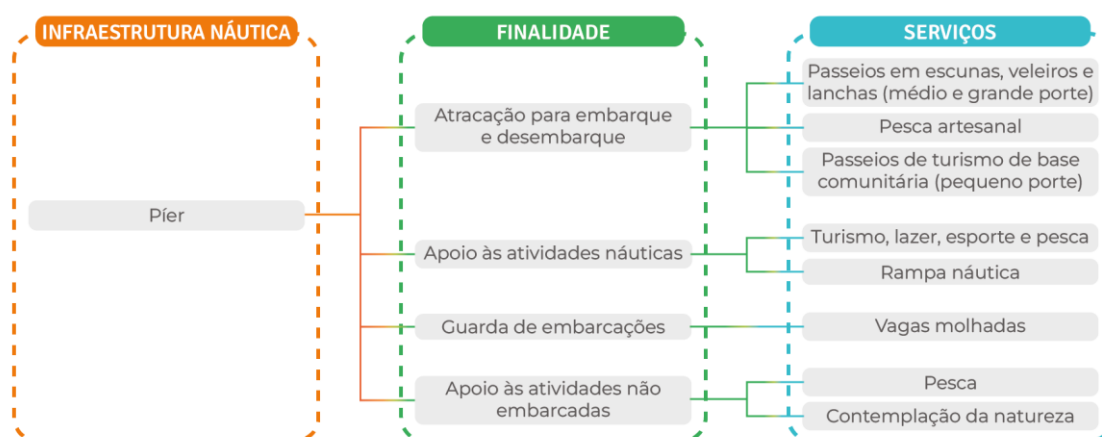 INFRAESTRUTURA NÁUTICA
FINALIDADE
SERVIÇOS
Píer
Atracação para embarque
e desembarque
Apoio às atividades náuticas
Guarda de embarcações
Apoio às atividades não
embarcadas
Passeios em escunas, veleiros e
lanchas (médio e grande porte)
Pesca artesanal
Passeios de turismo de base
comunitária (pequeno porte)
Turismo, lazer, esporte e pesca
Rampa náutica
Vagas molhadas
Pesca
Contemplação da natureza